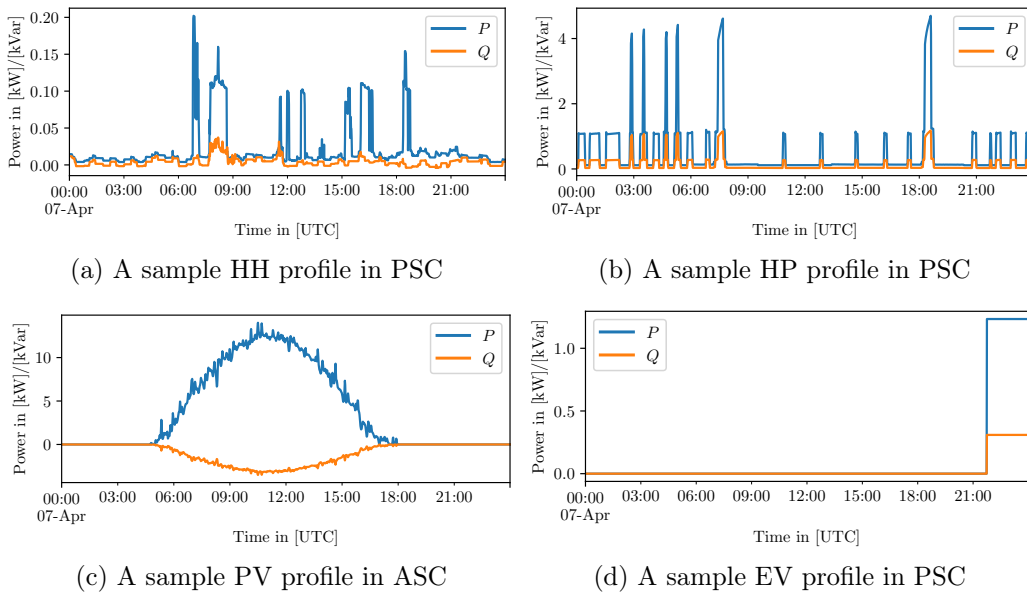 Power in [kW]/[kVar]
0.20
0.15
0.10
0.05
0.00
P
Q
00:00 03:00 06:00 09:00 12:00 15:00 18:00 21:00
07-Apr
Time in [UTC]
(a) A sample HH profile in PSC
Power in [kW]/[kVar]
4
2
0
P
Q
00:00 03:00 06:00 09:00 12:00 15:00 18:00 21:00
07-Apr
Time in [UTC]
(b) A sample HP profile in PSC
Power in [kW]/[kVar]
10
5
0
P
Q
00:00 03:00 06:00 09:00 12:00 15:00 18:00 21:00
07-Apr
Time in [UTC]
(c) A sample PV profile in ASC
Power in [kW]/[kVar]
1.0
0.5
0.0
P
Q
00:00 03:00 06:00 09:00 12:00 15:00 18:00 21:00
07-Apr
Time in [UTC]
(d) A sample EV profile in PSC